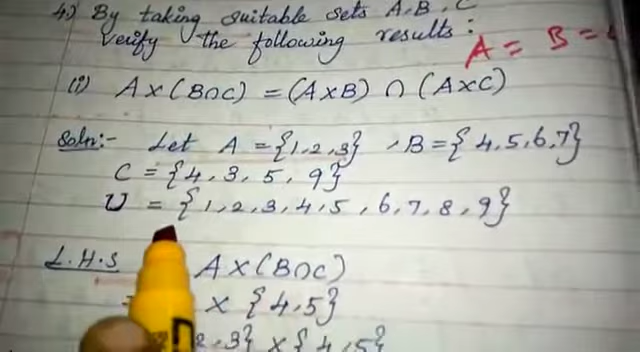 4.) By taking suitable sets A, B, C
verify the following results:
A = B =
(i) A×(B∩C) = (A×B) ∩ (A×C)
Soln:- Let A = {1,2,3} , B = {4,5,6,7}
C = {4, 3, 5, 9}
U = {1,2,3,4,5,6,7,8,9}
L.H.S A×(B∩C)
× {4,5}
2,3} × {4,5}